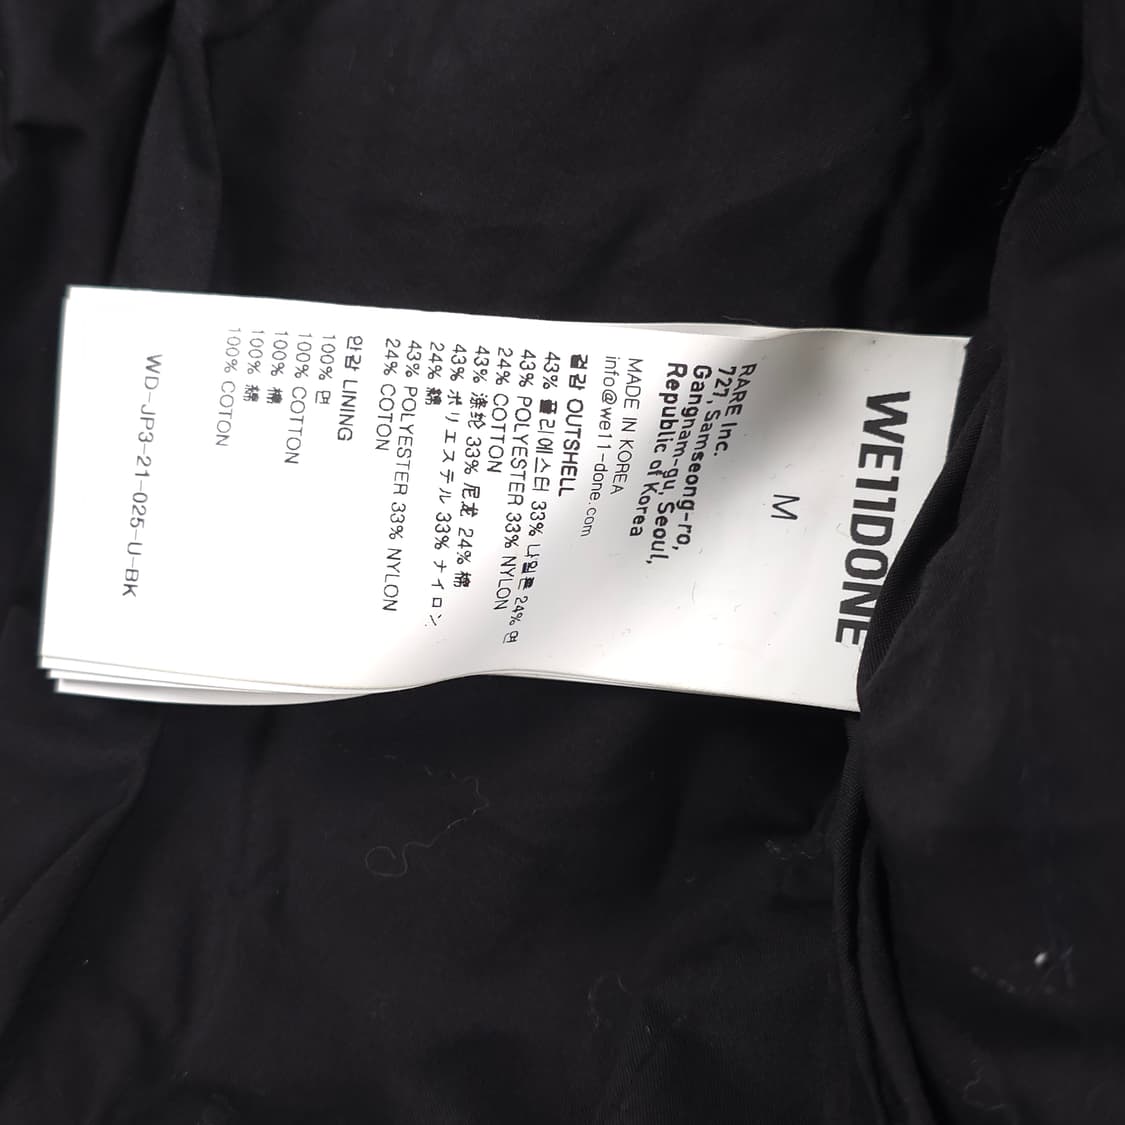 WE11DONE
M
RARE Inc.
727, Samseong-ro,
Gangnam-gu, Seoul,
Republic of Korea
MADE IN KOREA
info@we11-done.com
겉감 OUTSHELL
43% 폴리에스터 33% 나일론 24% 면
43% POLYESTER 33% NYLON
24% COTTON
43% 涤纶 33% 尼龙 24% 棉
43% ポリエステル 33% ナイロン
24% 綿
43% POLYESTER 33% NYLON
24% COTON
안감 LINING
100% 면
100% COTTON
100% 棉
100% 綿
100% COTON
WD-JP3-21-025-U-BK